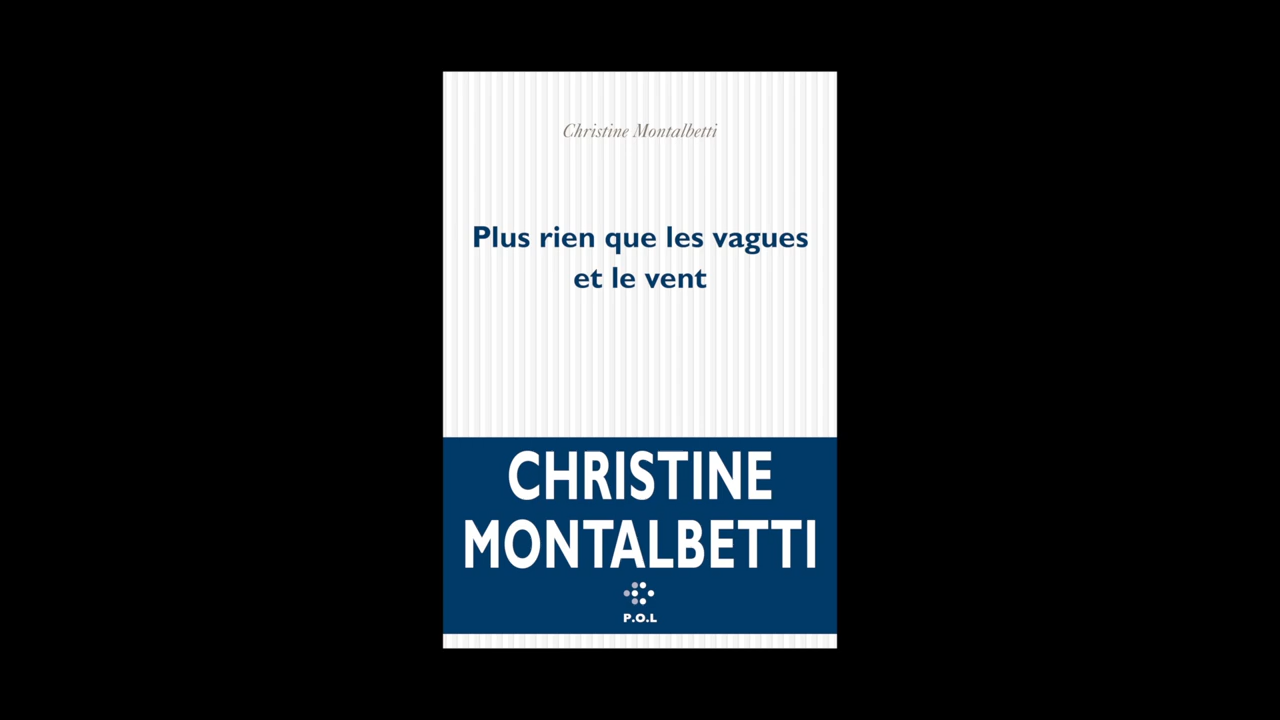 Christine Montalbetti
Plus rien que les vagues
et le vent
CHRISTINE
MONTALBETTI
P.O.L